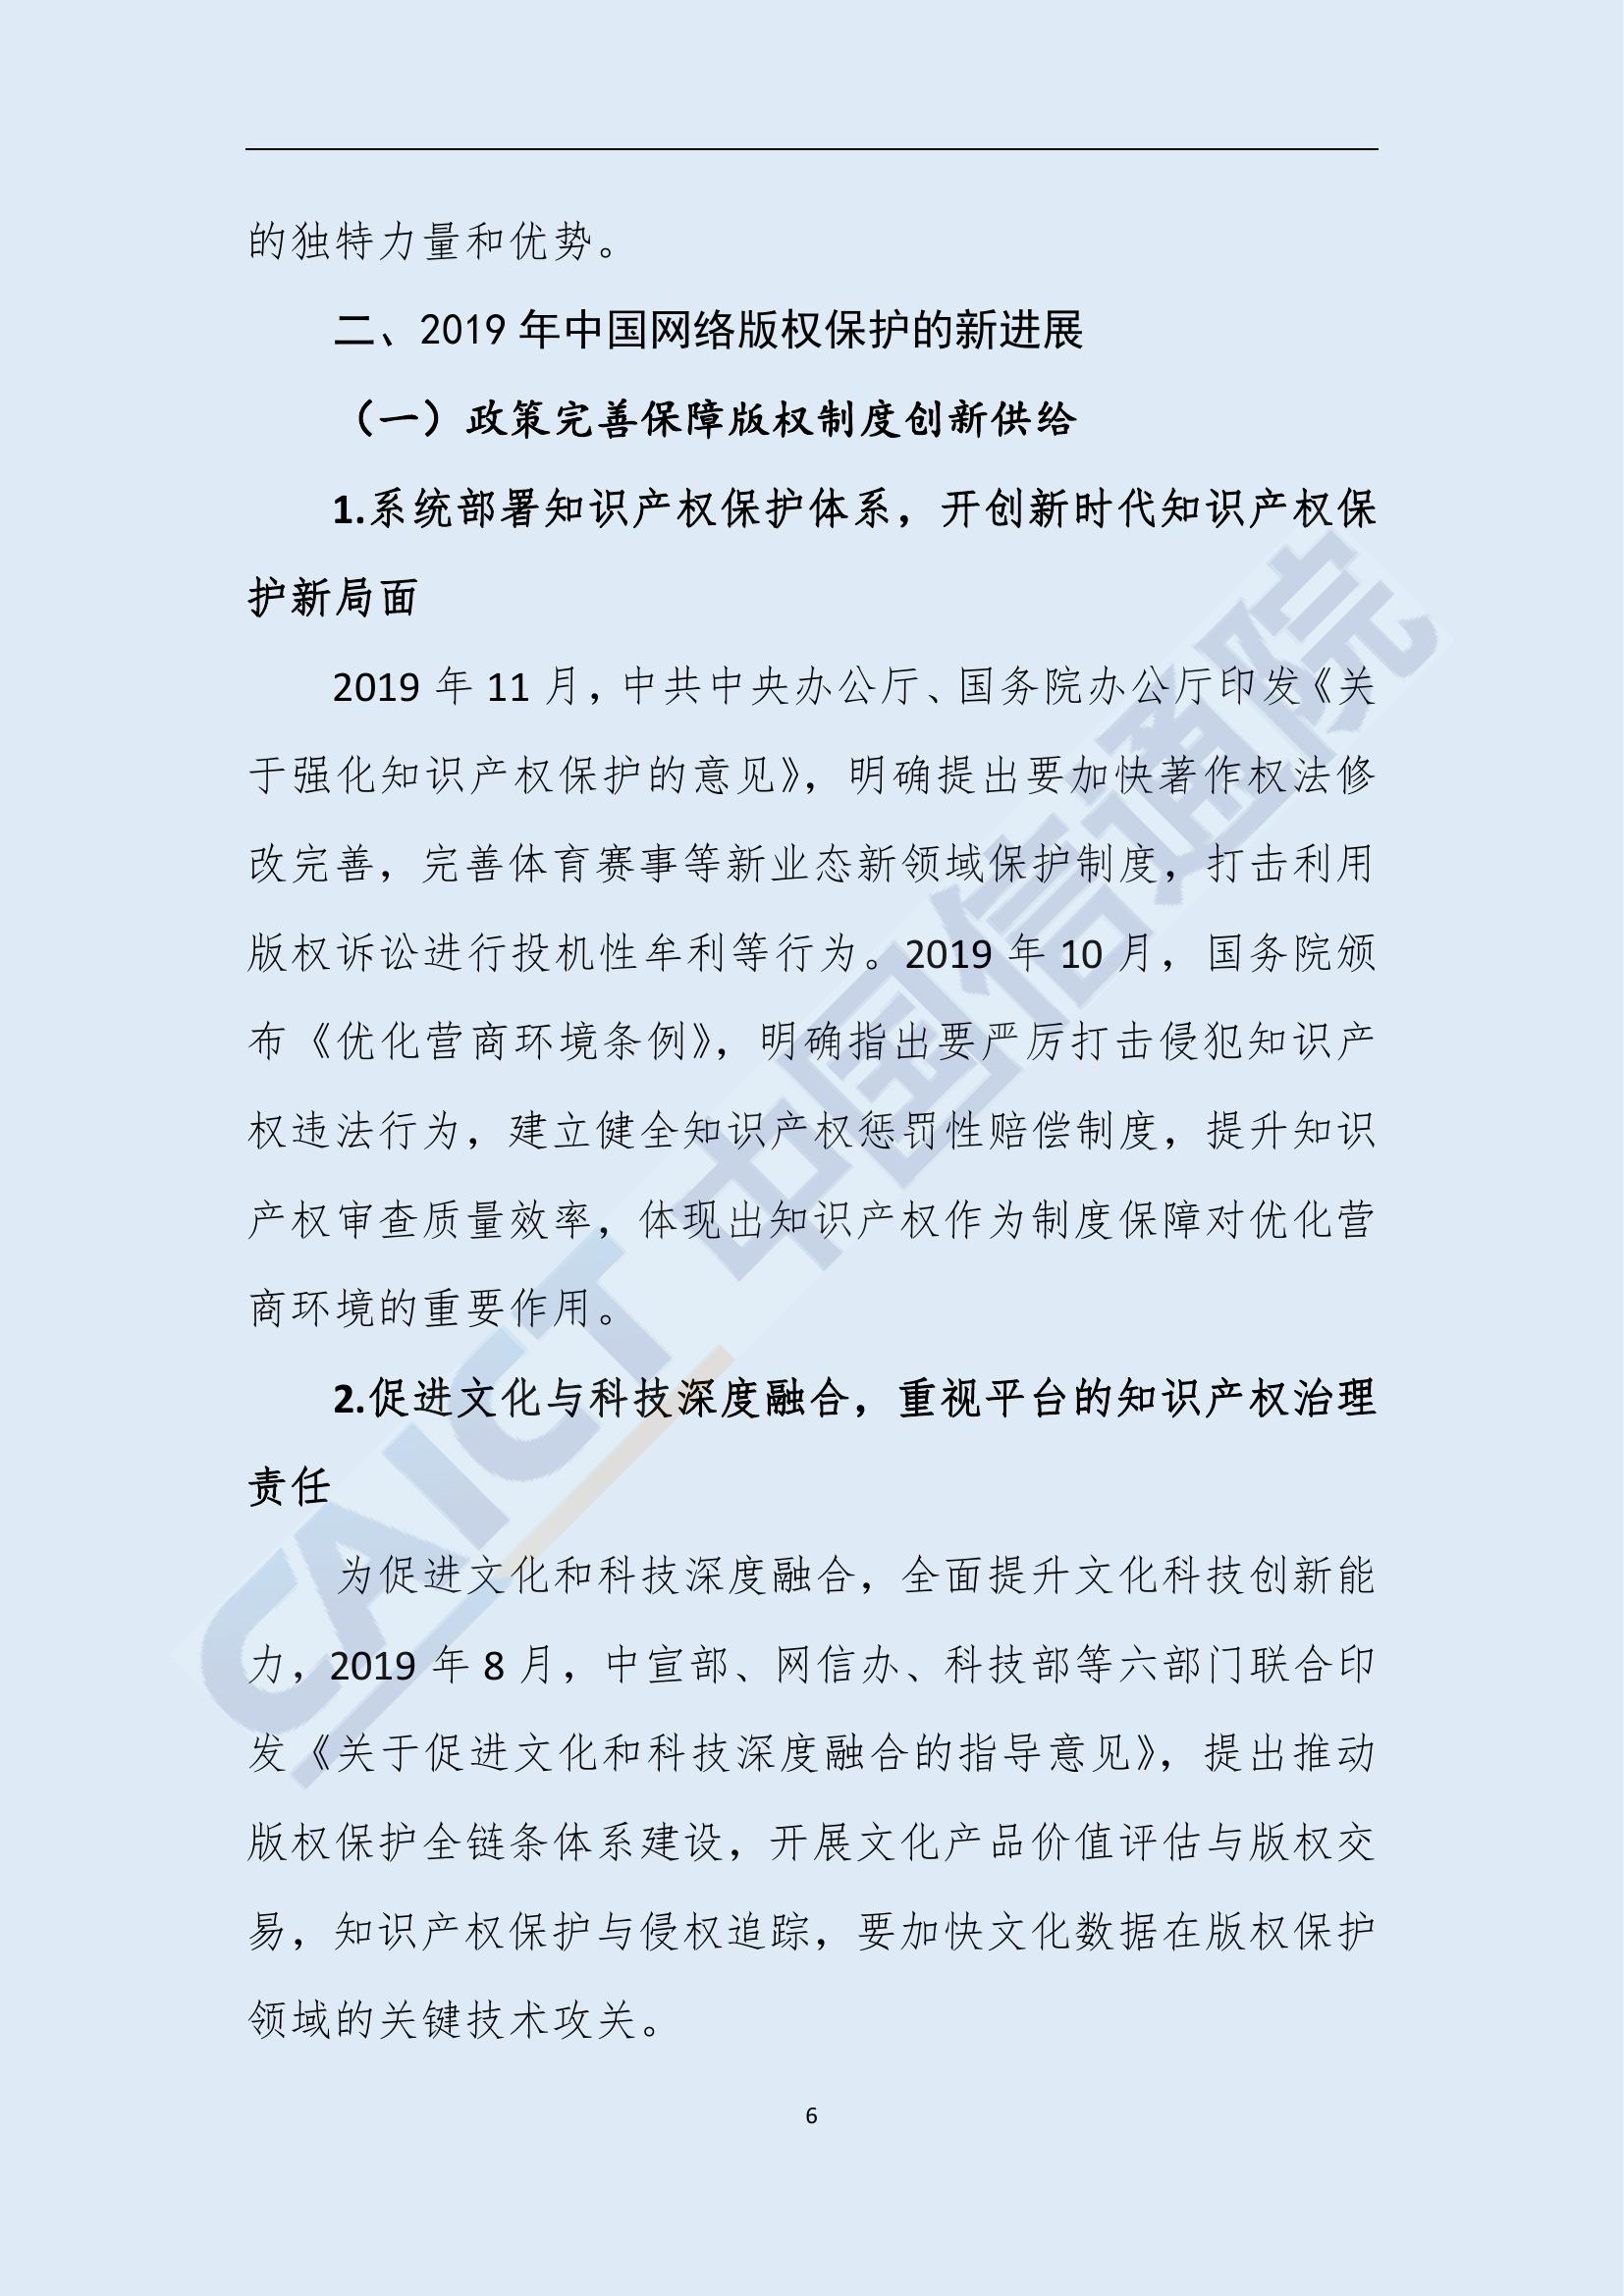 的独特力量和优势。
二、2019 年中国网络版权保护的新进展
（一）政策完善保障版权制度创新供给
1.系统部署知识产权保护体系，开创新时代知识产权保
护新局面
2019 年 11 月，中共中央办公厅、国务院办公厅印发《关
于强化知识产权保护的意见》，明确提出要加快著作权法修
改完善，完善体育赛事等新业态新领域保护制度，打击利用
版权诉讼进行投机性牟利等行为。2019 年 10 月，国务院颁
布《优化营商环境条例》，明确指出要严厉打击侵犯知识产
权违法行为，建立健全知识产权惩罚性赔偿制度，提升知识
产权审查质量效率，体现出知识产权作为制度保障对优化营
商环境的重要作用。
2.促进文化与科技深度融合，重视平台的知识产权治理
责任
为促进文化和科技深度融合，全面提升文化科技创新能
力，2019 年 8 月，中宣部、网信办、科技部等六部门联合印
发《关于促进文化和科技深度融合的指导意见》，提出推动
版权保护全链条体系建设，开展文化产品价值评估与版权交
易，知识产权保护与侵权追踪，要加快文化数据在版权保护
领域的关键技术攻关。
6
CAICT 中国信通院